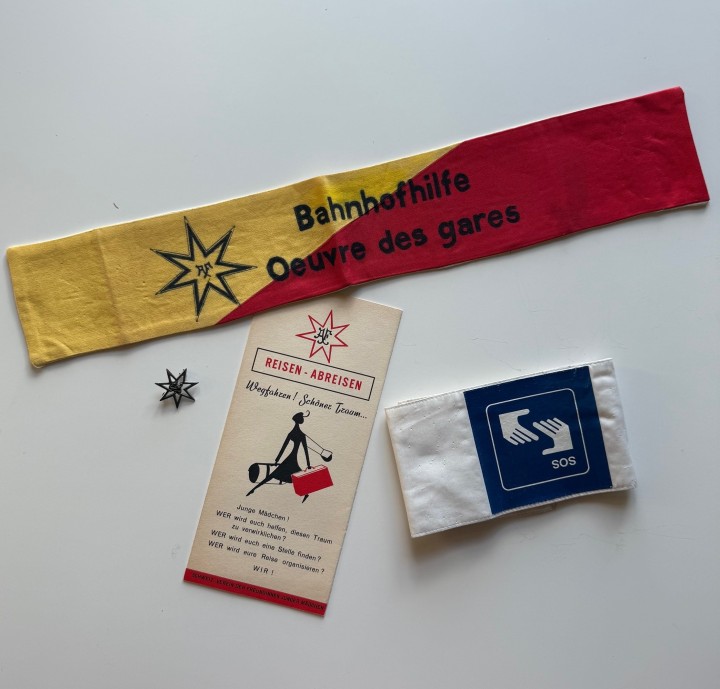 Bahnhofhilfe
Oeuvre des gares
REISEN - ABREISEN
Wegfahren! Schöner Traum...
Junge Mädchen!
WER wird euch helfen, diesen Traum
zu verwirklichen?
WER wird euch eine Stelle finden?
WER wird eure Reise organisieren?
WIR!
SOS